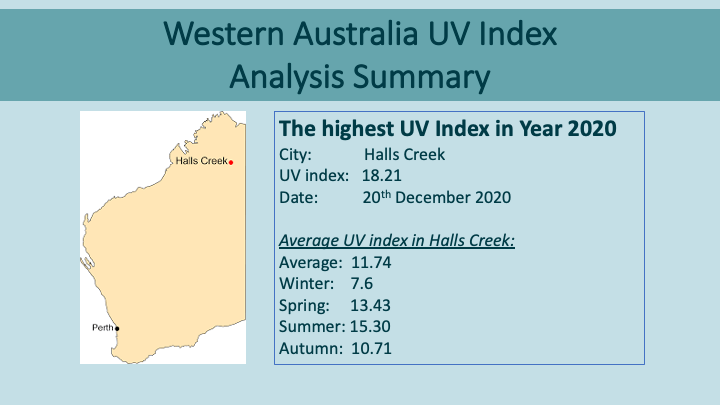 Western Australia UV Index
Analysis Summary
Halls Creek
Perth
The highest UV Index in Year 2020
City: Halls Creek
UV index: 18.21
Date: 20th December 2020
Average UV index in Halls Creek:
Average: 11.74
Winter: 7.6
Spring: 13.43
Summer: 15.30
Autumn: 10.71